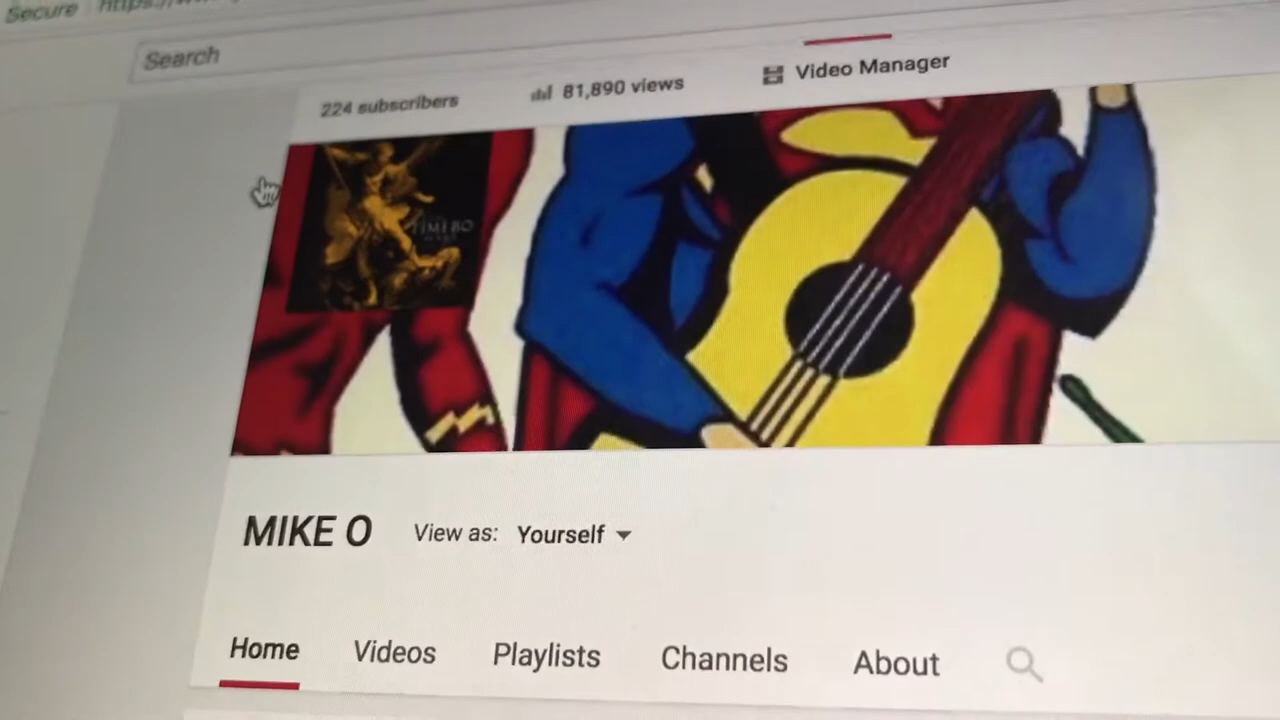 Secure
Search
224 subscribers
81,890 views
Video Manager
MIKE O
View as: Yourself
Home Videos Playlists Channels About